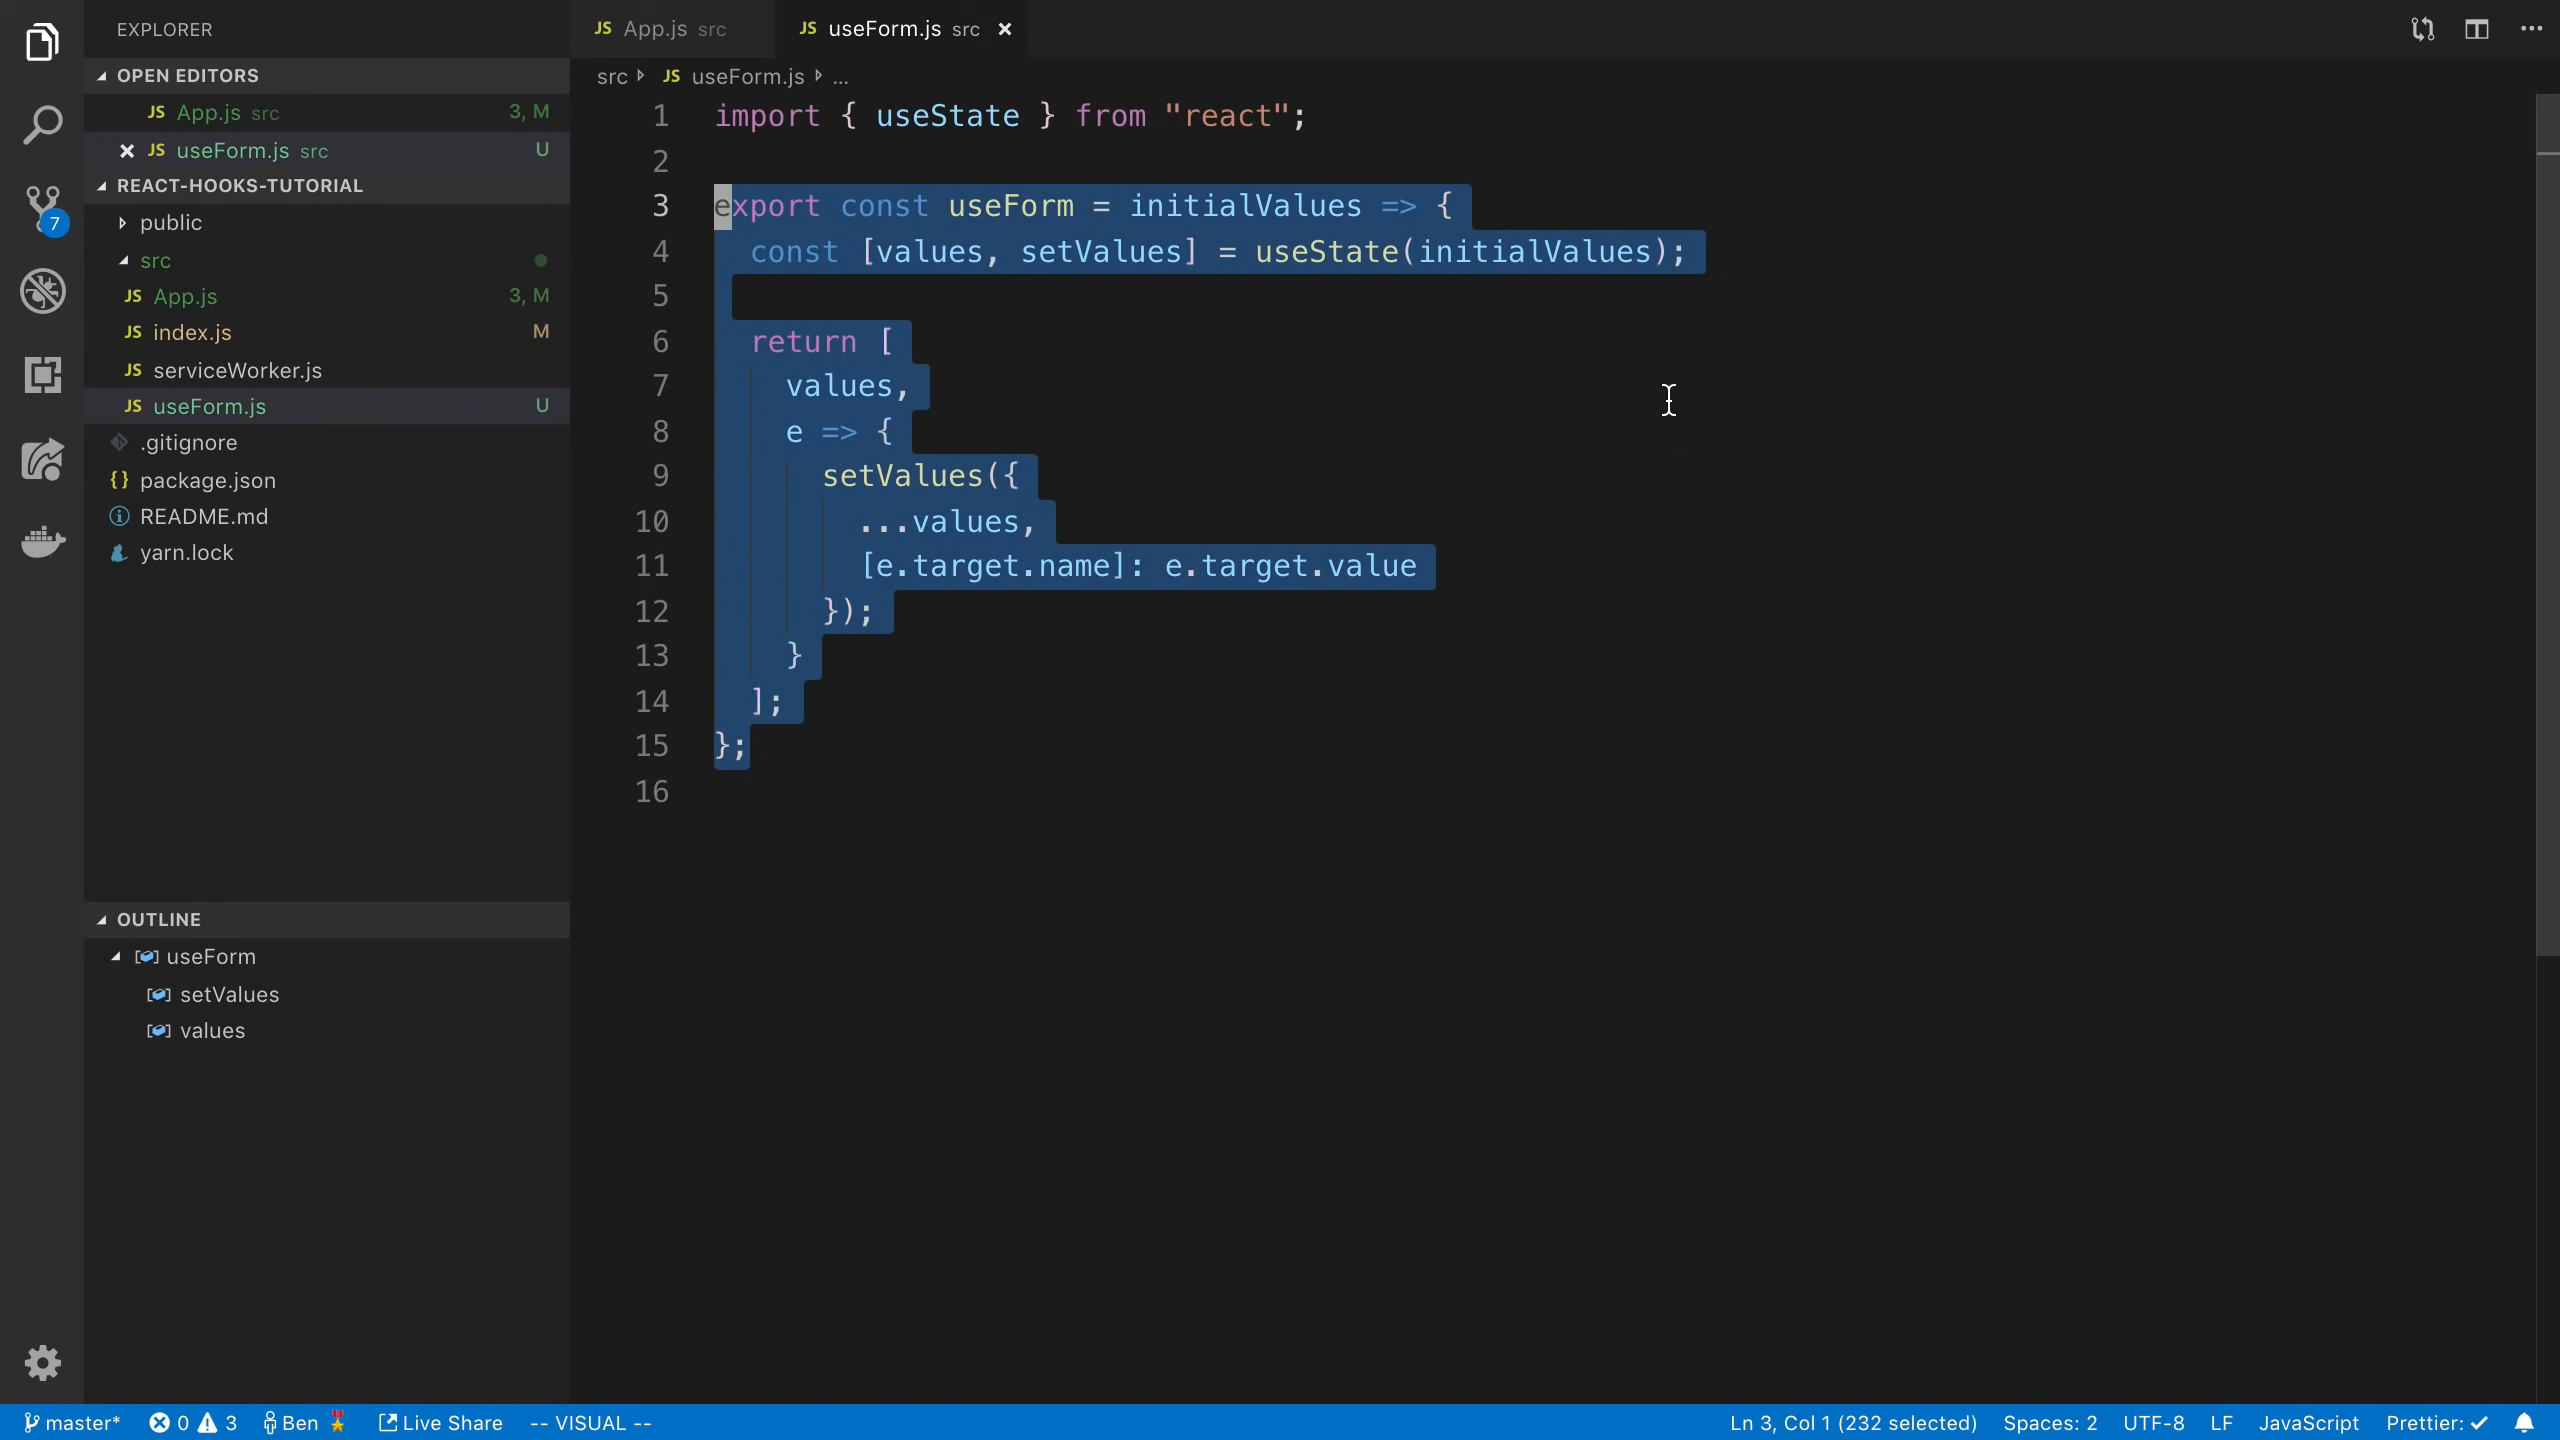 EXPLORER
OPEN EDITORS
JS App.js src 3, M
JS useForm.js src U
REACT-HOOKS-TUTORIAL
public
src
JS App.js 3, M
JS index.js M
JS serviceWorker.js
JS useForm.js U
.gitignore
{} package.json
README.md
yarn.lock
7
OUTLINE
useForm
setValues
values
JS App.js src
JS useForm.js src
src JS useForm.js ...
1 import { useState } from "react";
2
3 export const useForm = initialValues => {
4 const [values, setValues] = useState(initialValues);
5
6 return [
7 values,
8 e => {
9 setValues({
10 ...values,
11 [e.target.name]: e.target.value
12 });
13 }
14 ];
15 };
16
master* 0 3 Ben Live Share -- VISUAL -- Ln 3, Col 1 (232 selected) Spaces: 2 UTF-8 LF JavaScript Prettier: ✓